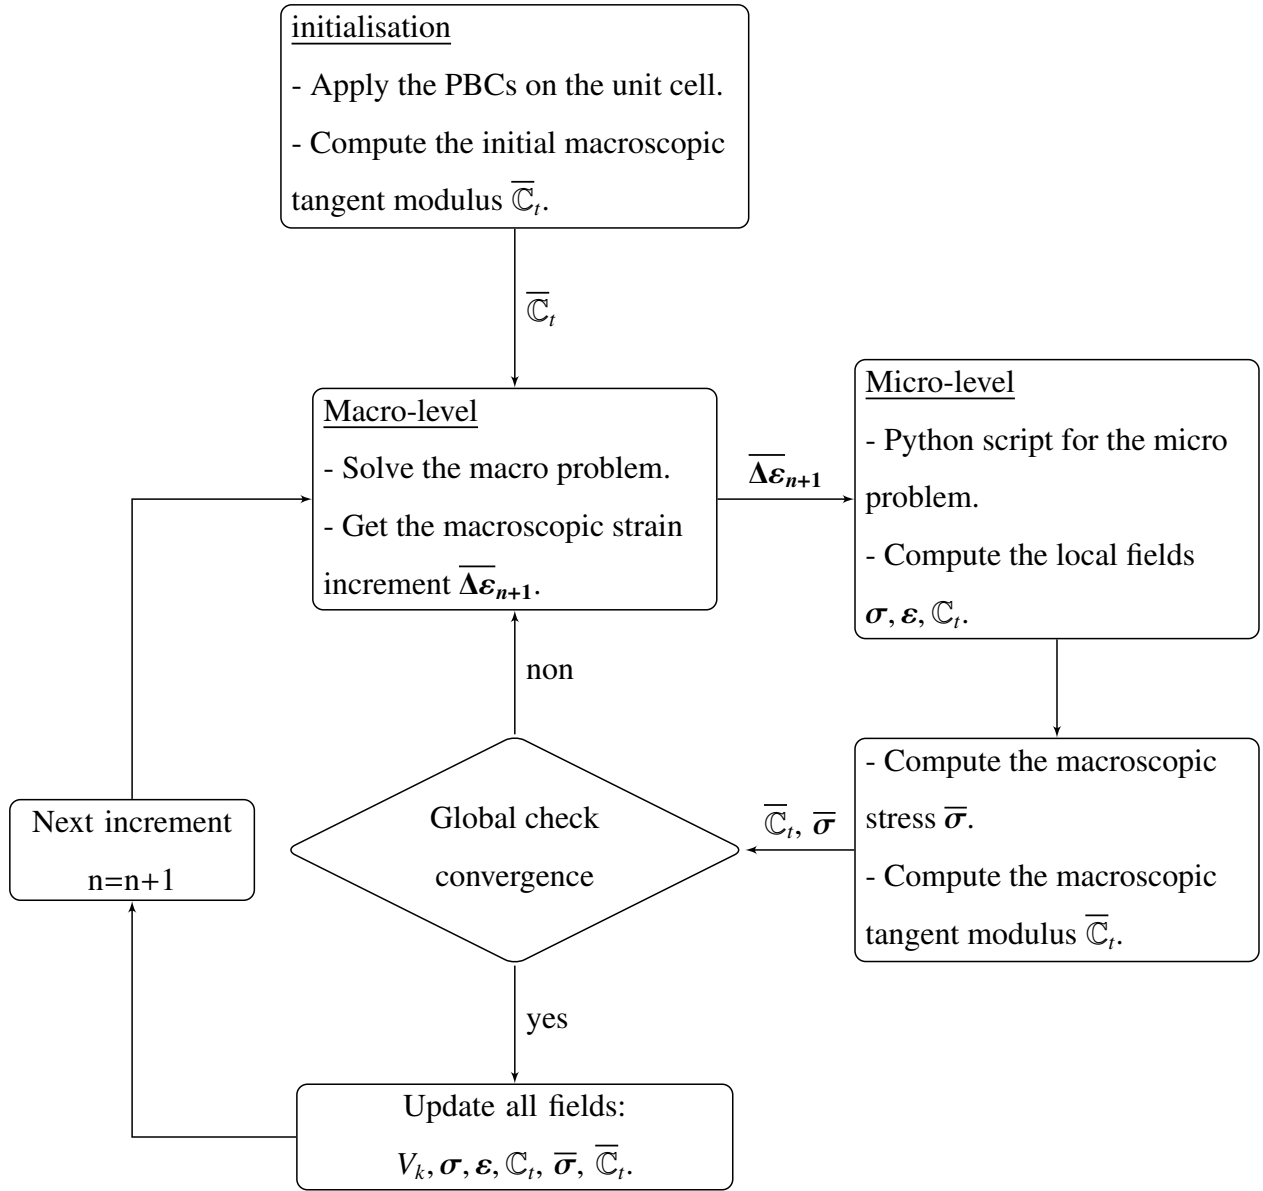 initialisation
- Apply the PBCs on the unit cell.
- Compute the initial macroscopic
tangent modulus ℂ̅ₜ.
ℂ̅ₜ
Macro-level
- Solve the macro problem.
- Get the macroscopic strain
increment Δ̅ε̅ₙ₊₁.
Δ̅ε̅ₙ₊₁
Micro-level
- Python script for the micro
problem.
- Compute the local fields
σ, ε, ℂₜ.
non
- Compute the macroscopic
stress σ̅.
- Compute the macroscopic
tangent modulus ℂ̅ₜ.
ℂ̅ₜ, σ̅
Global check
convergence
Next increment
n=n+1
yes
Update all fields:
Vₖ, σ, ε, ℂₜ, σ̅, ℂ̅ₜ.